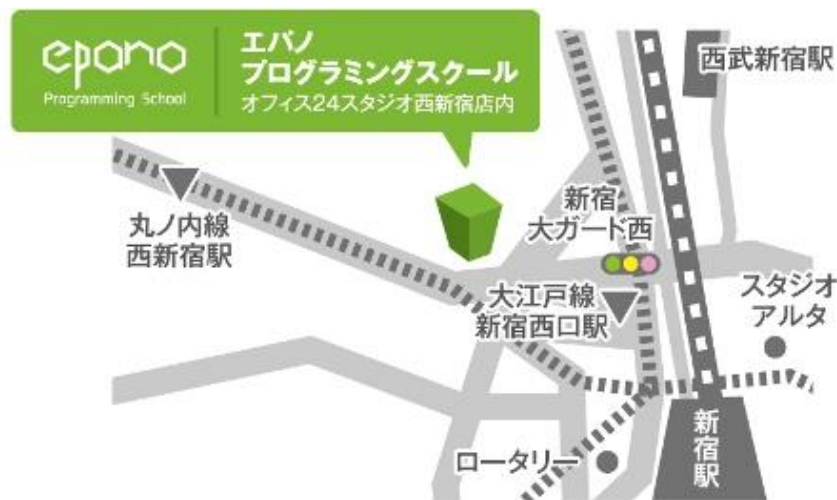 epano
Programming School
エパノ
プログラミングスクール
オフィス24スタジオ西新宿店内
西武新宿駅
丸ノ内線
西新宿駅
新宿
大ガード西
大江戸線
新宿西口駅
スタジオ
アルタ
新宿駅
ロータリー